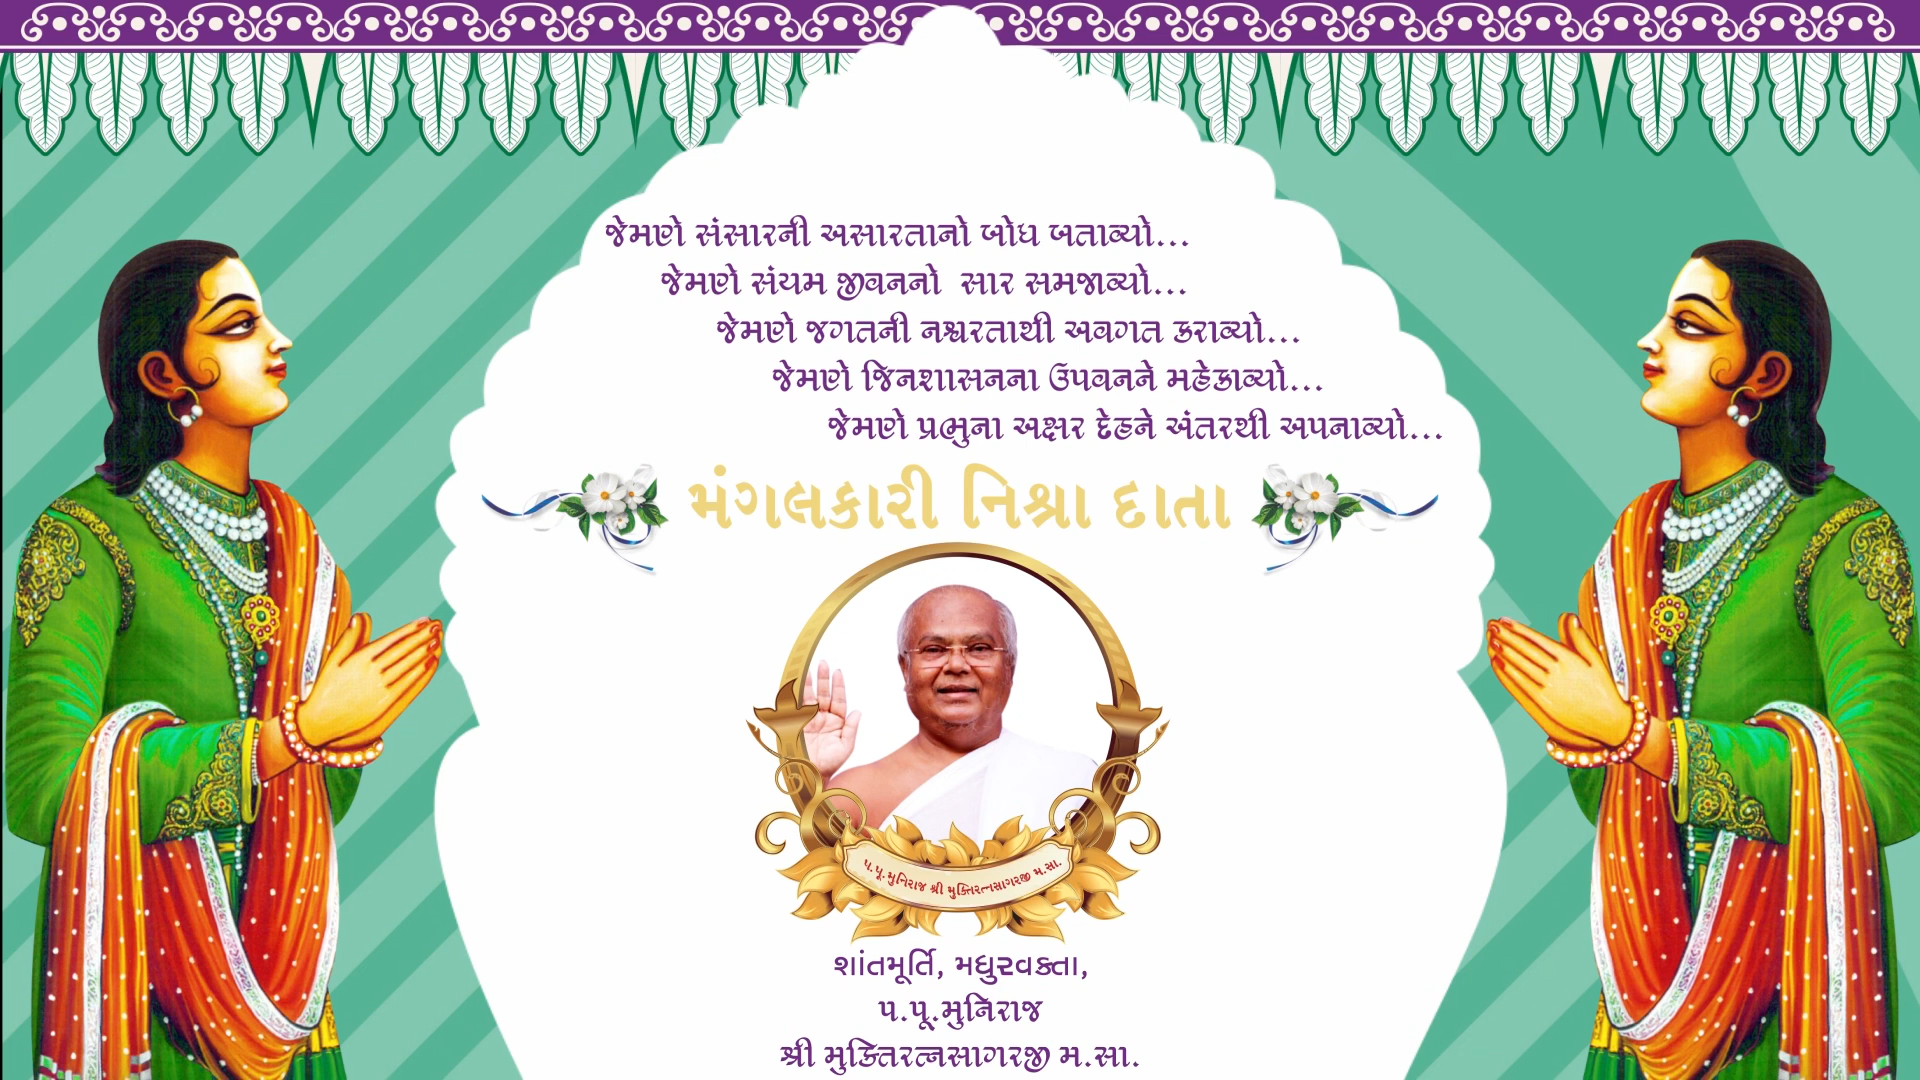 જેમણે સંસારની અસારતાનો બોધ બતાવ્યો...
જેમણે સંયમ જીવનનો સાર સમજાવ્યો...
જેમણે જગતની નશ્વરતાથી અવગત કરાવ્યો...
જેમણે જિનશાસનના ઉપવનને મહેકાવ્યો...
જેમણે પ્રભુના અક્ષર દેહને અંતરથી અપનાવ્યો...
મંગલકારી નિશ્રા દાતા
પ.પૂ.મુનિરાજ શ્રી મુક્તિરત્નસાગરજી મ.સા.
શાંતમૂર્તિ, મધુરવક્તા,
પ.પૂ.મુનિરાજ
શ્રી મુક્તિરત્નસાગરજી મ.સા.